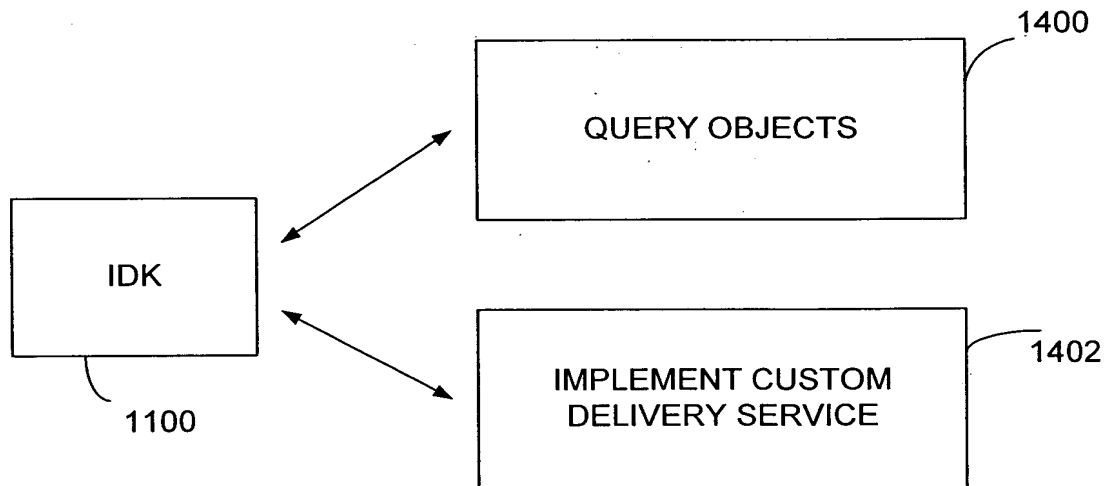 1400
QUERY OBJECTS
IDK
1100
IMPLEMENT CUSTOM
DELIVERY SERVICE
1402